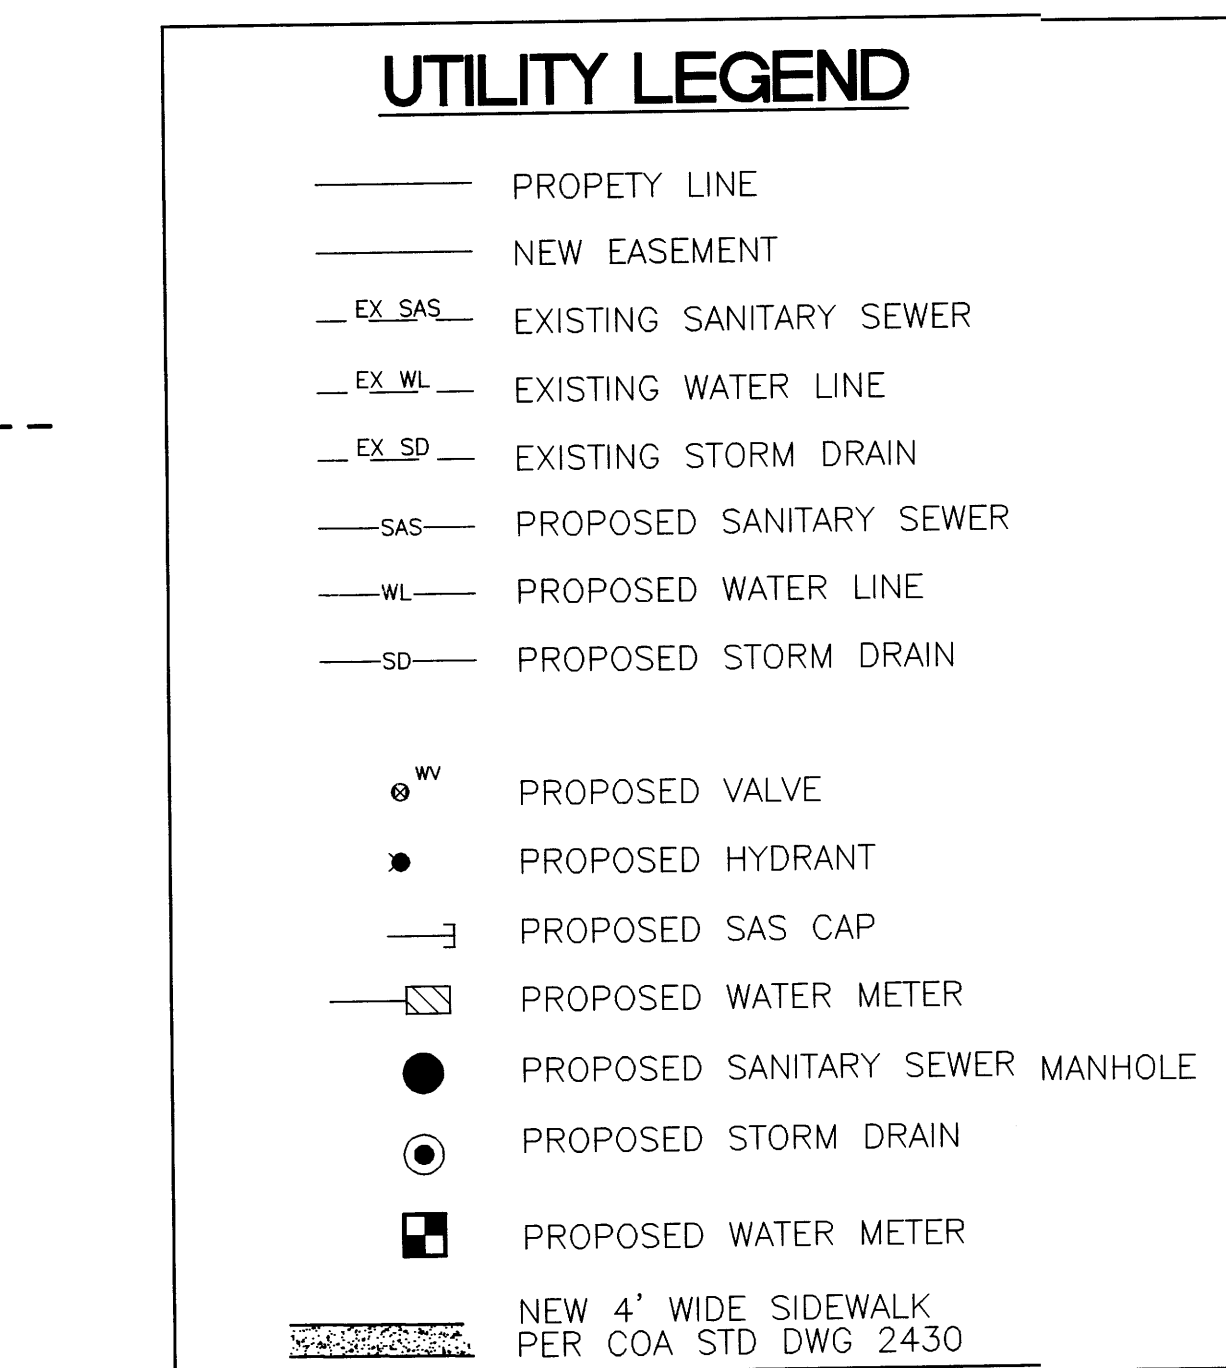 UTILITY LEGEND
PROPETY LINE
NEW EASEMENT
EX SAS EXISTING SANITARY SEWER
EX WL EXISTING WATER LINE
EX SD EXISTING STORM DRAIN
SAS PROPOSED SANITARY SEWER
WL PROPOSED WATER LINE
SD PROPOSED STORM DRAIN
WV PROPOSED VALVE
PROPOSED HYDRANT
PROPOSED SAS CAP
PROPOSED WATER METER
PROPOSED SANITARY SEWER MANHOLE
PROPOSED STORM DRAIN
PROPOSED WATER METER
NEW 4' WIDE SIDEWALK
PER COA STD DWG 2430